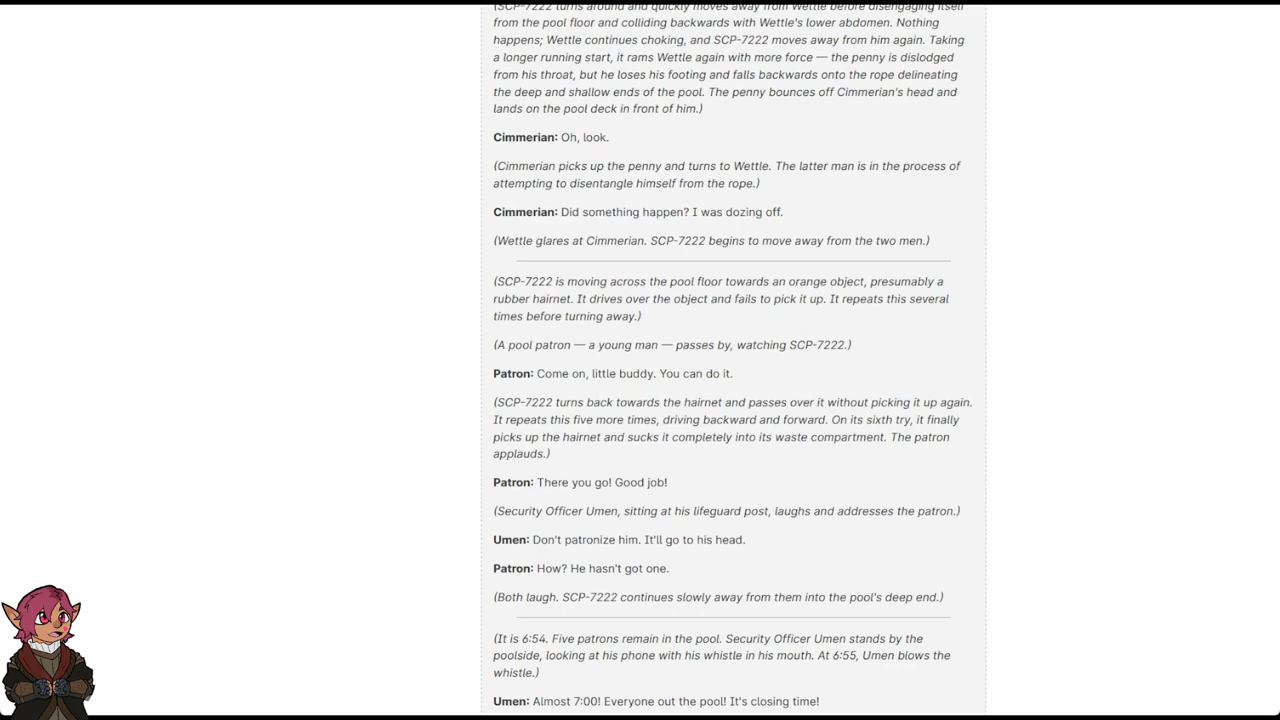 (SCP-7222 turns around and quickly moves away from Wettle before disengaging itself
from the pool floor and colliding backwards with Wettle's lower abdomen. Nothing
happens; Wettle continues choking, and SCP-7222 moves away from him again. Taking
a longer running start, it rams Wettle again with more force — the penny is dislodged
from his throat, but he loses his footing and falls backwards onto the rope delineating
the deep and shallow ends of the pool. The penny bounces off Cimmerian's head and
lands on the pool deck in front of him.)
Cimmerian: Oh, look.
(Cimmerian picks up the penny and turns to Wettle. The latter man is in the process of
attempting to disentangle himself from the rope.)
Cimmerian: Did something happen? I was dozing off.
(Wettle glares at Cimmerian. SCP-7222 begins to move away from the two men.)
(SCP-7222 is moving across the pool floor towards an orange object, presumably a
rubber hairnet. It drives over the object and fails to pick it up. It repeats this several
times before turning away.)
(A pool patron — a young man — passes by, watching SCP-7222.)
Patron: Come on, little buddy. You can do it.
(SCP-7222 turns back towards the hairnet and passes over it without picking it up again.
It repeats this five more times, driving backward and forward. On its sixth try, it finally
picks up the hairnet and sucks it completely into its waste compartment. The patron
applauds.)
Patron: There you go! Good job!
(Security Officer Umen, sitting at his lifeguard post, laughs and addresses the patron.)
Umen: Don't patronize him. It'll go to his head.
Patron: How? He hasn't got one.
(Both laugh. SCP-7222 continues slowly away from them into the pool's deep end.)
(It is 6:54. Five patrons remain in the pool. Security Officer Umen stands by the
poolside, looking at his phone with his whistle in his mouth. At 6:55, Umen blows the
whistle.)
Umen: Almost 7:00! Everyone out the pool! It's closing time!